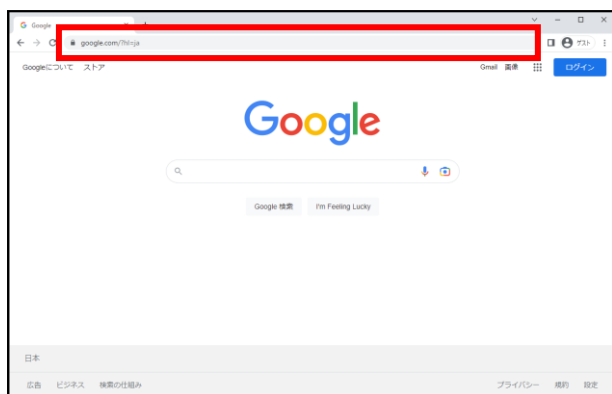 Google
google.com/?hl=ja
ゲスト
Googleについて ストア
Gmail 画像
ログイン
Google
Google 検索 I'm Feeling Lucky
日本
広告 ビジネス 検索の仕組み
プライバシー 規約 設定